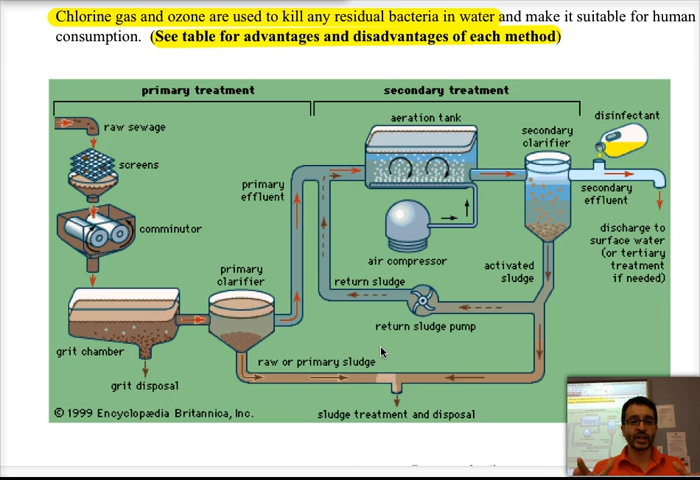 Chlorine gas and ozone are used to kill any residual bacteria in water and make it suitable for human
consumption. (See table for advantages and disadvantages of each method)
primary treatment
secondary treatment
raw sewage
screens
comminutor
grit chamber
grit disposal
primary
clarifier
primary
effluent
raw or primary sludge
aeration tank
air compressor
return sludge
return sludge pump
secondary
clarifier
activated
sludge
disinfectant
secondary
effluent
discharge to
surface water
(or tertiary
treatment
if needed)
sludge treatment and disposal
© 1999 Encyclopædia Britannica, Inc.